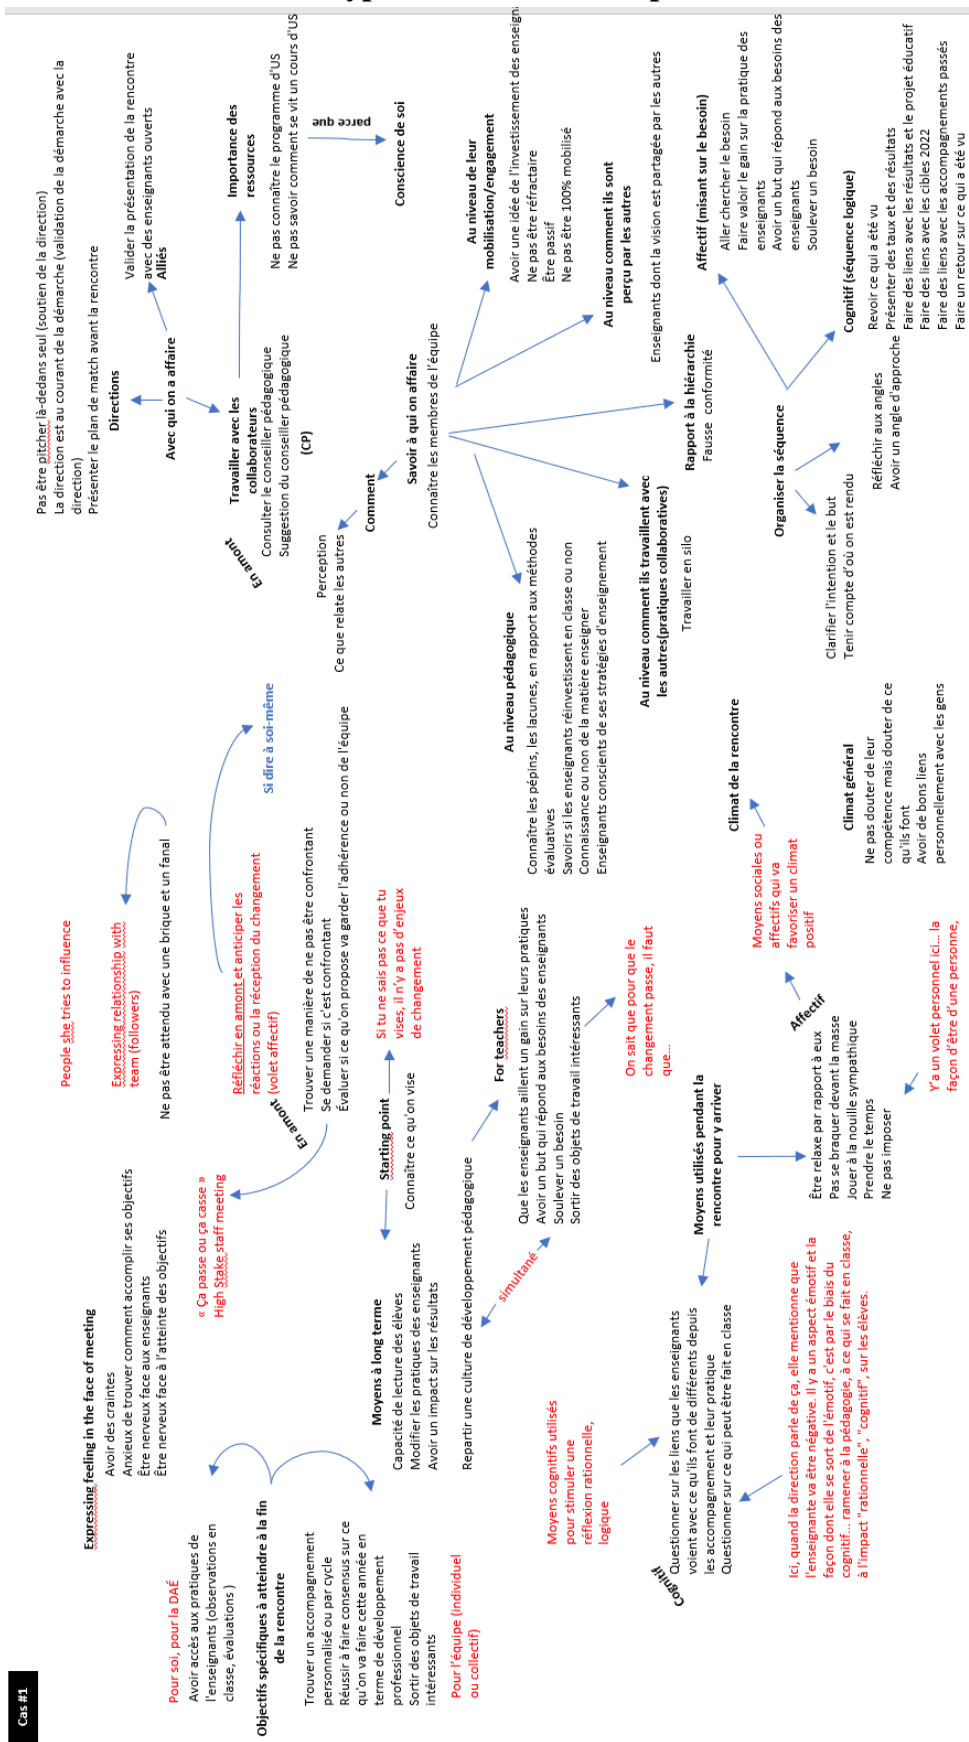 Cas #1
Expressing feeling in the face of meeting
Avoir des craintes
Anxieux de trouver comment accomplir ses objectifs
Être nerveux face aux enseignants
Être nerveux face à l'atteinte des objectifs
Pour soi, pour la DAÉ
Avoir accès aux pratiques de
l'enseignants (observations en
classe, évaluations )
Objectifs spécifiques à atteindre à la fin
de la rencontre
Trouver un accompagnement
personnalisé ou par cycle
Réussir à faire consensus sur ce
qu'on va faire cette année en
terme de développement
professionnel
Sortir des objets de travail
intéressants
Pour l'équipe (individuel
ou collectif)
« Ça passe ou ça casse »
High Stake staff meeting
People she tries to influence
Expressing relationship with
team (followers)
Ne pas être attendu avec une brique et un fanal
Réfléchir en amont et anticiper les
réactions ou la réception du changement
(volet affectif)
En amont
Si dire à soi-même
Trouver une manière de ne pas être confrontant
Se demander si c'est confrontant
Évaluer si ce qu'on propose va garder l'adhérence ou non de l'équipe
Starting point
Connaître ce qu'on vise
Si tu ne sais pas ce que tu
vises, il n'y a pas d'enjeux
de changement
Moyens à long terme
Capacité de lecture des élèves
Modifier les pratiques des enseignants
Avoir un impact sur les résultats
Repartir une culture de développement pédagogique
simultané
For teachers
Que les enseignants aillent un gain sur leurs pratiques
Avoir un but qui répond aux besoins des enseignants
Soulever un besoin
Sortir des objets de travail intéressants
On sait que pour que le
changement passe, il faut
que...
Moyens utilisés pendant la
rencontre pour y arriver
Moyens cognitifs utilisés
pour stimuler une
réflexion rationnelle,
logique
Cognitif
Questionner sur les liens que les enseignants
voient avec ce qu'ils font de différents depuis
les accompagnement et leur pratique
Questionner sur ce qui peut être fait en classe
Ici, quand la direction parle de ça, elle mentionne que
l'enseignante va être négative. Il y a un aspect émotif et la
façon dont elle se sort de l'émotif, c'est par le biais du
cognitif... ramener à la pédagogie, à ce qui se fait en classe,
à l'impact "rationnelle", "cognitif", sur les élèves.
Affectif
Être relaxe par rapport à eux
Pas se braquer devant la masse
Jouer à la nouille sympathique
Prendre le temps
Ne pas imposer
Y'a un volet personnel ici... la
façon d'être d'une personne,
Moyens sociales ou
affectifs qui va
favoriser un climat
positif
Climat de la rencontre
Climat général
Ne pas douter de leur
compétence mais douter de ce
qu'ils font
Avoir de bons liens
personnellement avec les gens
Pas être pitcher là-dedans seul (soutien de la direction)
La direction est au courant de la démarche (validation de la démarche avec la
direction)
Présenter le plan de match avant la rencontre
Directions
Valider la présentation de la rencontre
avec des enseignants ouverts
Alliés
Avec qui on a affaire
Travailler avec les
collaborateurs
Consulter le conseiller pédagogique
Suggestion du conseiller pédagogique
(CP)
En amont
Importance des
ressources
Ne pas connaître le programme d'US
Ne pas savoir comment se vit un cours d'US
parce que
Conscience de soi
Perception
Ce que relate les autres
Comment
Savoir à qui on affaire
Connaître les membres de l'équipe
Au niveau de leur
mobilisation/engagement
Avoir une idée de l'investissement des enseign
Ne pas être réfractaire
Être passif
Ne pas être 100% mobilisé
Au niveau comment ils sont
perçu par les autres
Enseignants dont la vision est partagée par les autres
Rapport à la hiérarchie
Fausse conformité
Au niveau pédagogique
Connaître les pépins, les lacunes, en rapport aux méthodes
évaluatives
Savoirs si les enseignants réinvestissent en classe ou non
Connaissance ou non de la matière enseigner
Enseignants conscients de ses stratégies d'enseignement
Au niveau comment ils travaillent avec
les autres(pratiques collaboratives)
Travailler en silo
Organiser la séquence
Affectif (misant sur le besoin)
Aller chercher le besoin
Faire valoir le gain sur la pratique des
enseignants
Avoir un but qui répond aux besoins des
enseignants
Soulever un besoin
Cognitif (séquence logique)
Revoir ce qui a été vu
Présenter des taux et des résultats
Faire des liens avec les résultats et le projet éducatif
Faire des liens avec les cibles 2022
Faire des liens avec les accompagnements passés
Faire un retour sur ce qui a été vu
Réfléchir aux angles
Avoir un angle d'approche
Clarifier l'intention et le but
Tenir compte d'où on est rendu